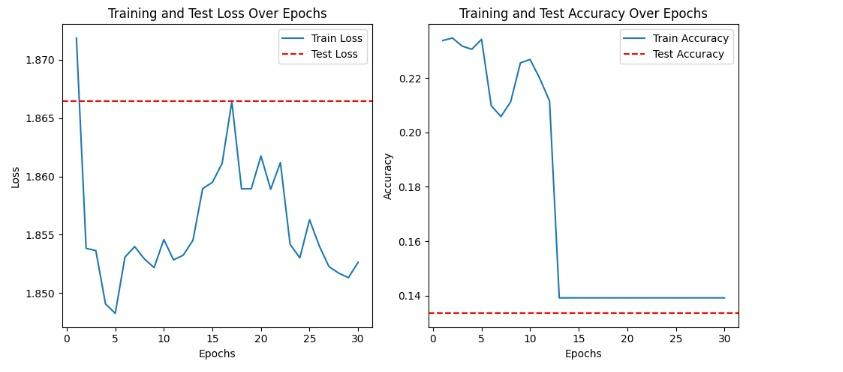 Training and Test Loss Over Epochs
1.870
1.865
1.860
1.855
1.850
Loss
0 5 10 15 20 25 30
Epochs
Train Loss
Test Loss
Training and Test Accuracy Over Epochs
0.22
0.20
0.18
0.16
0.14
Accuracy
0 5 10 15 20 25 30
Epochs
Train Accuracy
Test Accuracy